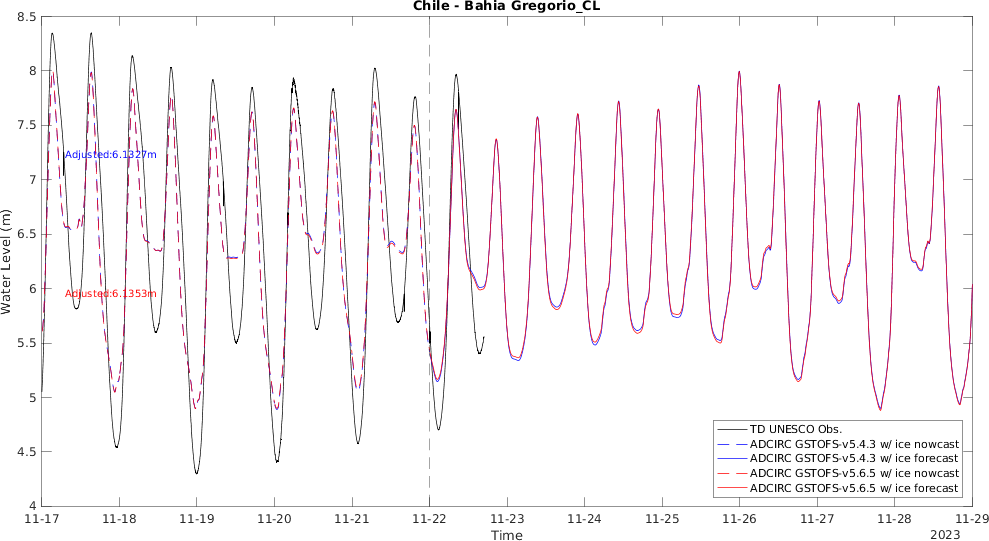 Chile - Bahia Gregorio_CL
8.5
8
7.5
7
6.5
6
5.5
5
4.5
4
Water Level (m)
Adjusted:6.1327m
Adjusted:6.1353m
TD UNESCO Obs.
ADCIRC GSTOFS-v5.4.3 w/ ice nowcast
ADCIRC GSTOFS-v5.4.3 w/ ice forecast
ADCIRC GSTOFS-v5.6.5 w/ ice nowcast
ADCIRC GSTOFS-v5.6.5 w/ ice forecast
11-17 11-18 11-19 11-20 11-21 11-22 11-23 11-24 11-25 11-26 11-27 11-28 11-29
Time
2023